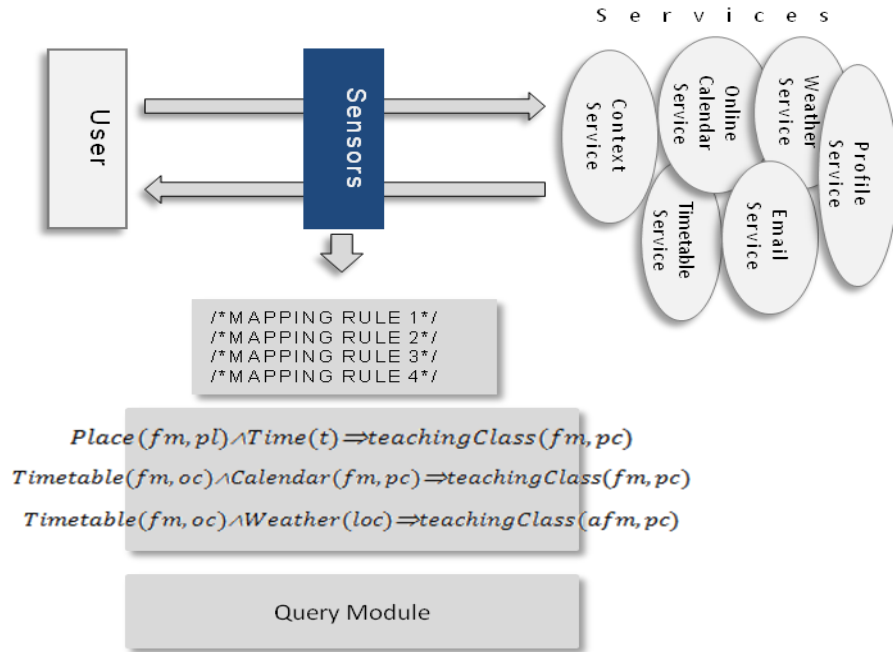 S e r v i c e s
User
Sensors
Context
Service
Online
Calendar
Service
Weather
Service
Profile
Service
Timetable
Service
Email
Service
/*MAPPING RULE 1*/
/*MAPPING RULE 2*/
/*MAPPING RULE 3*/
/*MAPPING RULE 4*/
Place(fm,pl)∧Time(t)⇒teachingClass(fm,pc)
Timetable(fm,oc)∧Calendar(fm,pc)⇒teachingClass(fm,pc)
Timetable(fm,oc)∧Weather(loc)⇒teachingClass(afm,pc)
Query Module